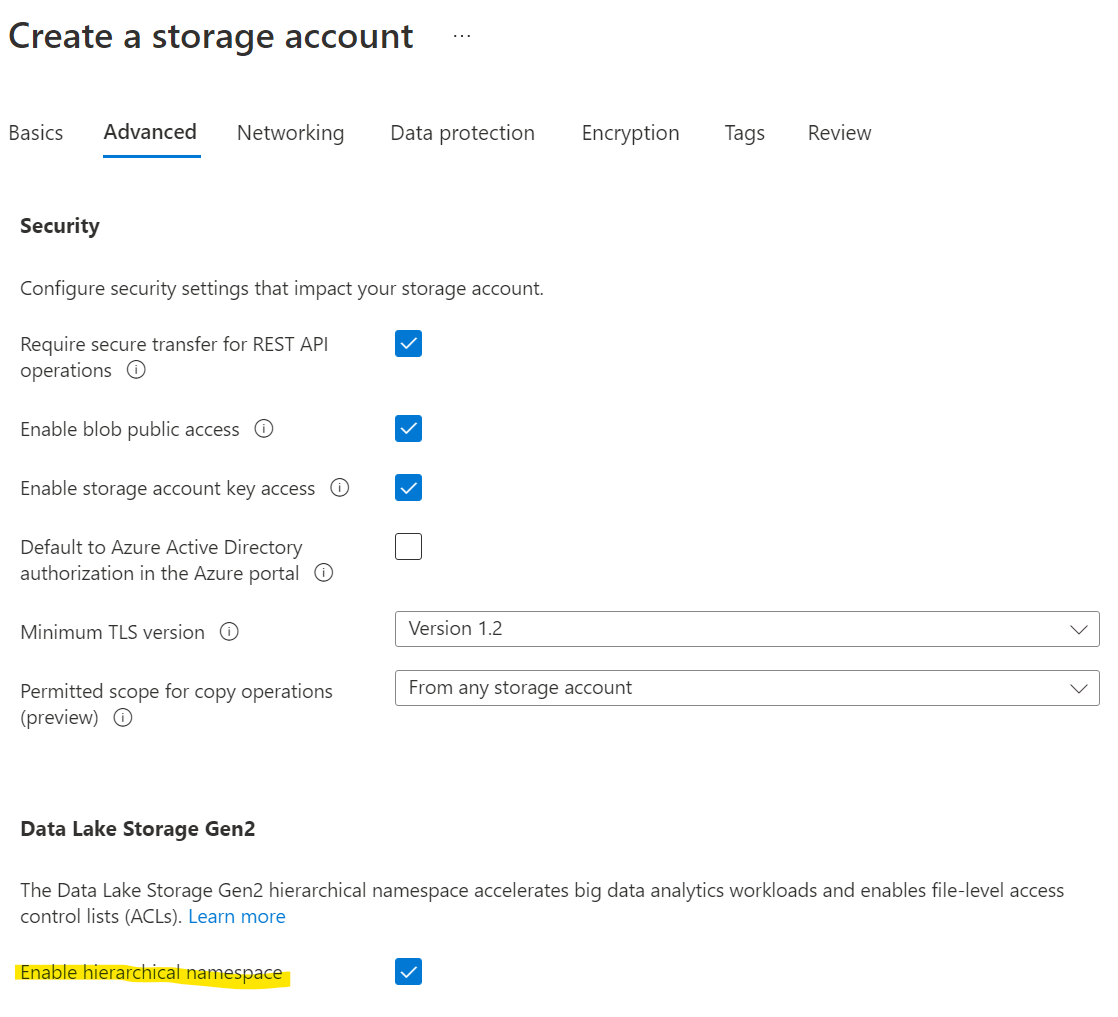 Create a storage account ...
Basics Advanced Networking Data protection Encryption Tags Review
Security
Configure security settings that impact your storage account.
Require secure transfer for REST API
operations
Enable blob public access
Enable storage account key access
Default to Azure Active Directory
authorization in the Azure portal
Minimum TLS version Version 1.2
Permitted scope for copy operations
(preview)
From any storage account
Data Lake Storage Gen2
The Data Lake Storage Gen2 hierarchical namespace accelerates big data analytics workloads and enables file-level access
control lists (ACLs). Learn more
Enable hierarchical namespace